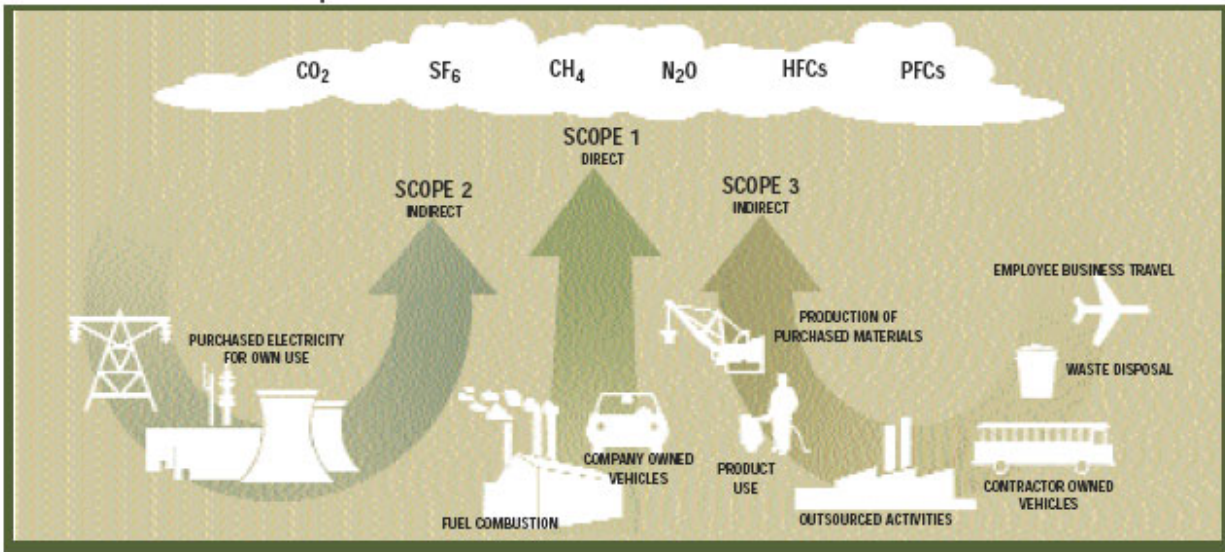 CO2 SF6 CH4 N2O HFCs PFCs
SCOPE 1
DIRECT
SCOPE 2
INDIRECT
SCOPE 3
INDIRECT
EMPLOYEE BUSINESS TRAVEL
PURCHASED ELECTRICITY
FOR OWN USE
PRODUCTION OF
PURCHASED MATERIALS
WASTE DISPOSAL
COMPANY OWNED
VEHICLES
PRODUCT
USE
CONTRACTOR OWNED
VEHICLES
FUEL COMBUSTION
OUTSOURCED ACTIVITIES